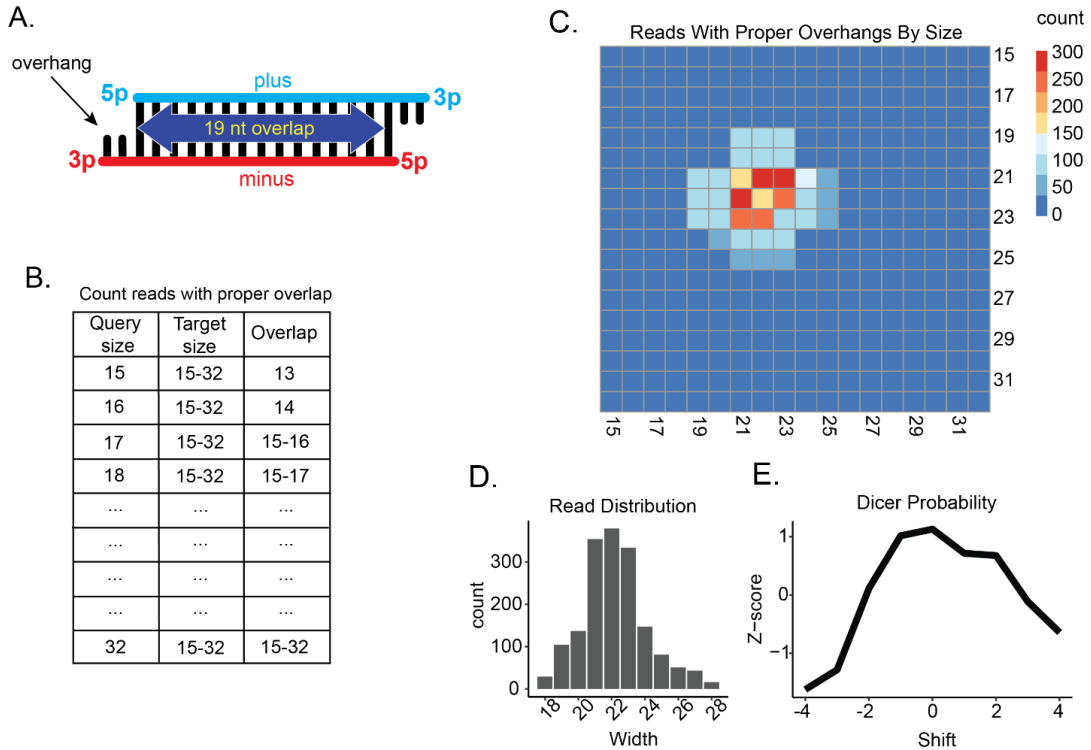 A.
overhang
5p
plus
3p
19 nt overlap
3p
minus
5p
B.
Count reads with proper overlap
Query size
Target size
Overlap
15
15-32
13
16
15-32
14
17
15-32
15-16
18
15-32
15-17
...
...
...
...
...
...
...
...
...
...
...
...
32
15-32
15-32
C.
Reads With Proper Overhangs By Size
15
17
19
21
23
25
27
29
31
15
17
19
21
23
25
27
29
31
count
300
250
200
150
100
50
0
D.
Read Distribution
count
300
200
100
0
18
20
22
24
26
28
Width
E.
Dicer Probability
Z-score
1
0
−1
-4
-2
0
2
4
Shift